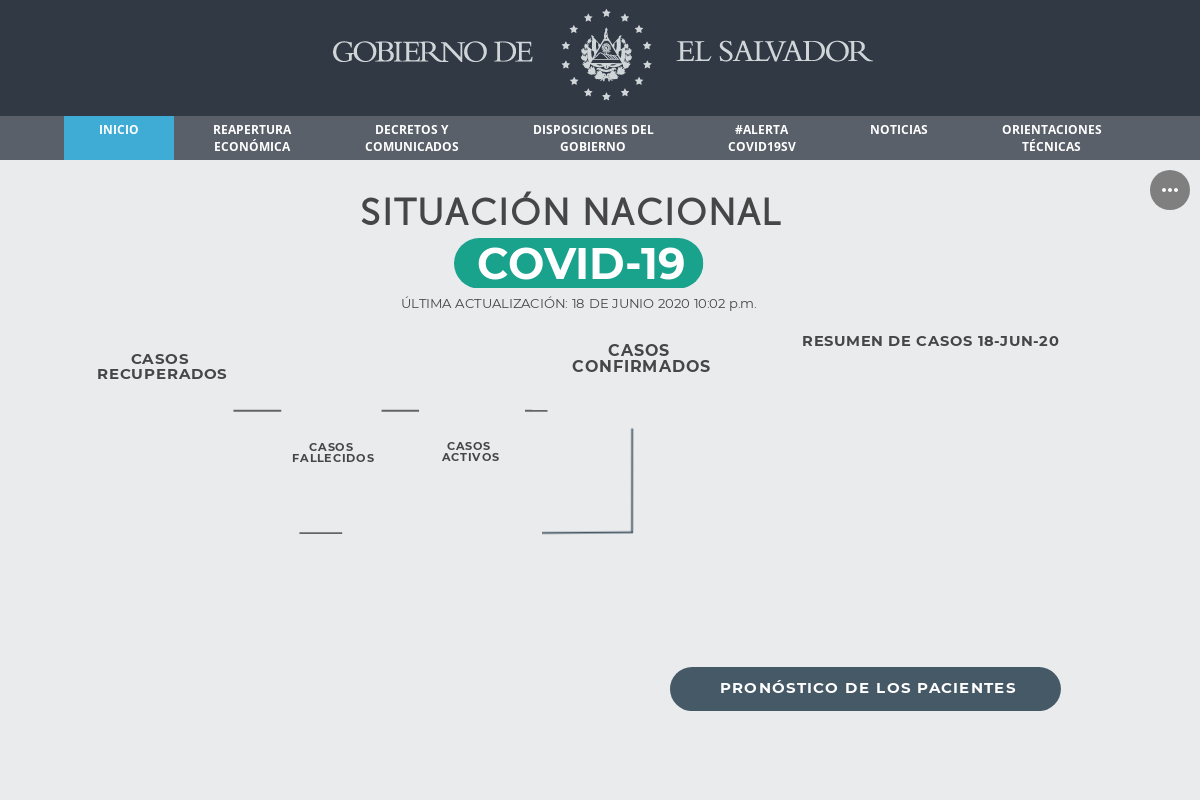 GOBIERNO DE EL SALVADOR
INICIO
REAPERTURA
ECONÓMICA
DECRETOS Y
COMUNICADOS
DISPOSICIONES DEL
GOBIERNO
#ALERTA
COVID19SV
NOTICIAS
ORIENTACIONES
TÉCNICAS
SITUACIÓN NACIONAL
COVID-19
ÚLTIMA ACTUALIZACIÓN: 18 DE JUNIO 2020 10:02 p.m.
CASOS
RECUPERADOS
CASOS
CONFIRMADOS
RESUMEN DE CASOS 18-JUN-20
CASOS
FALLECIDOS
CASOS
ACTIVOS
PRONÓSTICO DE LOS PACIENTES